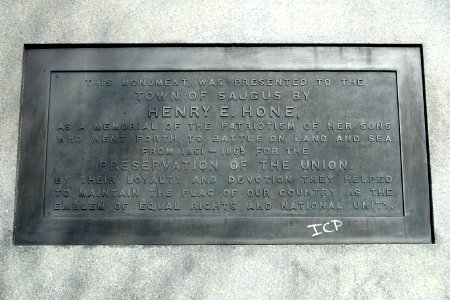 THIS MONUMENT WAS PRESENTED TO THE
TOWN OF SAUGUS BY
HENRY E. HONE,
AS A MEMORIAL OF THE PATRIOTISM OF HER SONS
WHO WENT FORTH TO BATTLE ON LAND AND SEA
FROM 1861–1865 FOR THE
PRESERVATION OF THE UNION.
BY THEIR LOYALTY AND DEVOTION THEY HELPED
TO MAINTAIN THE FLAG OF OUR COUNTRY AS THE
EMBLEM OF EQUAL RIGHTS AND NATIONAL UNITY.
ICP